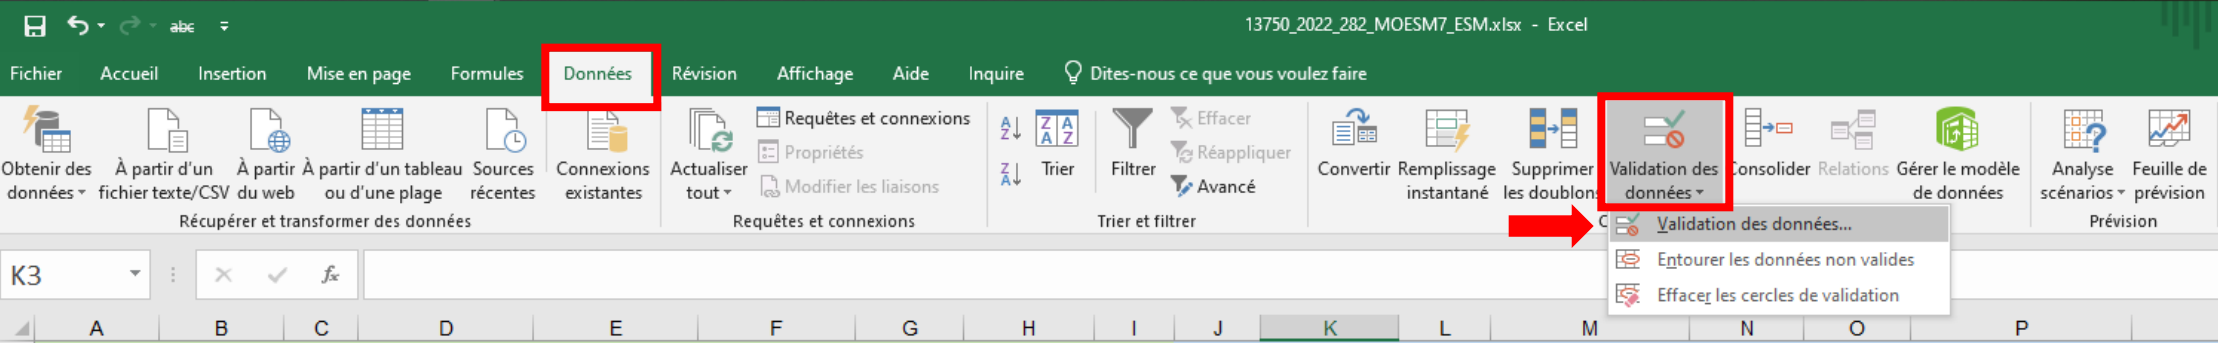 abc
13750_2022_282_MOESM7_ESM.xlsx - Excel
Fichier Accueil Insertion Mise en page Formules Données Révision Affichage Aide Inquire Dites-nous ce que vous voulez faire
Obtenir des données
À partir d'un fichier texte/CSV
À partir du web
À partir d'un tableau ou d'une plage
Sources récentes
Connexions existantes
Récupérer et transformer des données
Actualiser tout
Requêtes et connexions
Propriétés
Modifier les liaisons
Requêtes et connexions
A Z
Z A
Z A A Z
Trier
Filtrer
Effacer
Réappliquer
Avancé
Trier et filtrer
Convertir
Remplissage instantané
Supprimer les doublons
Validation des données
Consolider
Relations
Gérer le modèle de données
Analyse scénarios
Feuille de prévision
Prévision
Validation des données...
Entourer les données non valides
Effacer les cercles de validation
K3 fx
A B C D E F G H I J K L M N O P